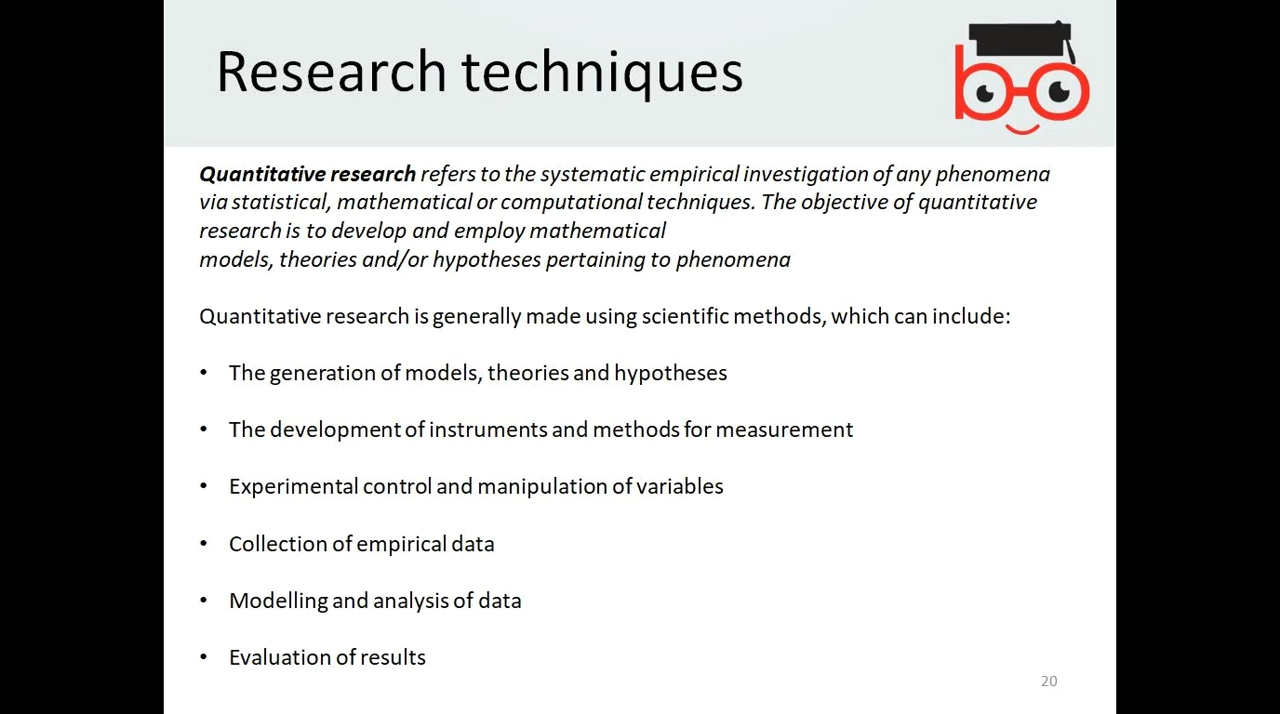 Research techniques
Quantitative research refers to the systematic empirical investigation of any phenomena
via statistical, mathematical or computational techniques. The objective of quantitative
research is to develop and employ mathematical
models, theories and/or hypotheses pertaining to phenomena
Quantitative research is generally made using scientific methods, which can include:
• The generation of models, theories and hypotheses
• The development of instruments and methods for measurement
• Experimental control and manipulation of variables
• Collection of empirical data
• Modelling and analysis of data
• Evaluation of results
20